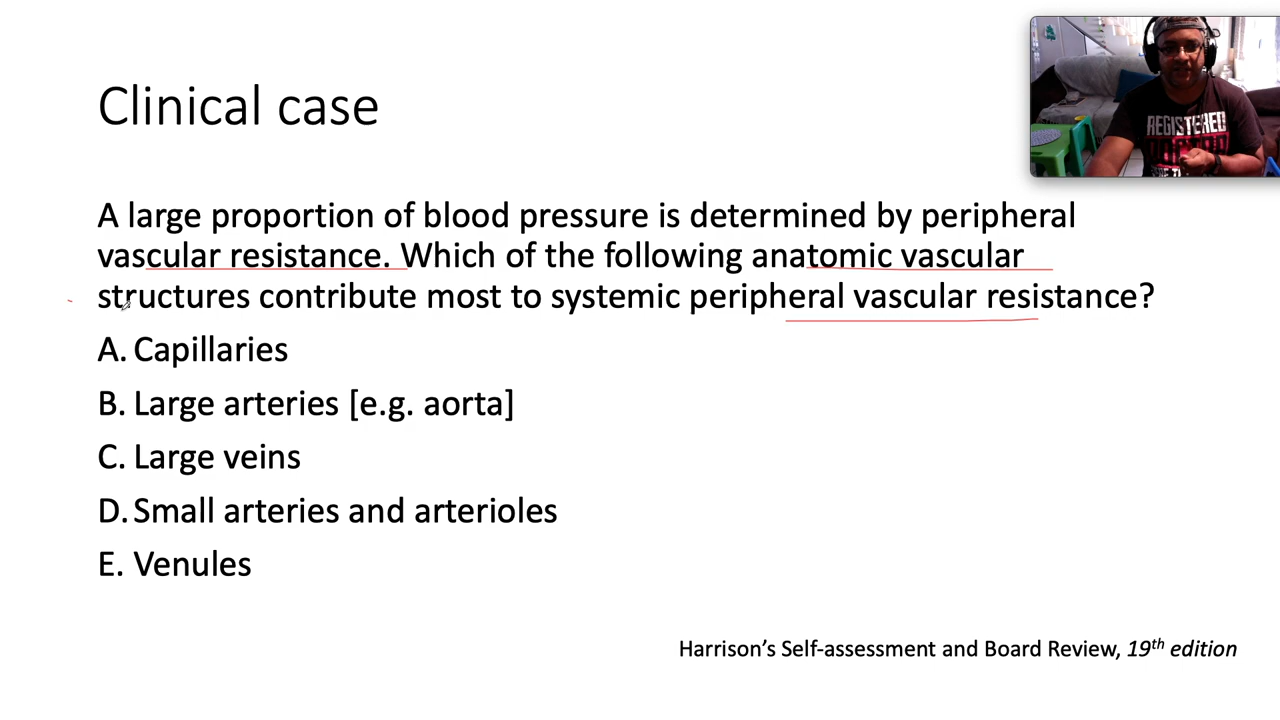 Clinical case
A large proportion of blood pressure is determined by peripheral
vascular resistance. Which of the following anatomic vascular
structures contribute most to systemic peripheral vascular resistance?
A. Capillaries
B. Large arteries [e.g. aorta]
C. Large veins
D. Small arteries and arterioles
E. Venules
Harrison's Self-assessment and Board Review, 19th edition
REGISTERED